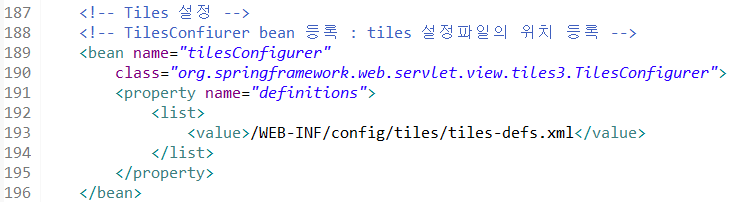 187 <!-- Tiles 설정 -->
188 <!-- TilesConfiurer bean 등록 : tiles 설정파일의 위치 등록 -->
189 <bean name="tilesConfigurer"
190 class="org.springframework.web.servlet.view.tiles3.TilesConfigurer">
191 <property name="definitions">
192 <list>
193 <value>/WEB-INF/config/tiles/tiles-defs.xml</value>
194 </list>
195 </property>
196 </bean>